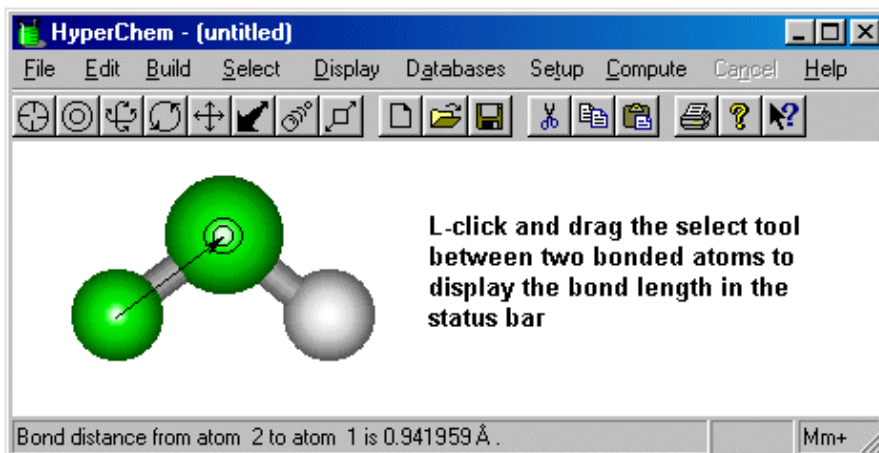 HyperChem - (untitled)
File Edit Build Select Display Databases Setup Compute Cancel Help
L-click and drag the select tool
between two bonded atoms to
display the bond length in the
status bar
Bond distance from atom 2 to atom 1 is 0.941959 Å. Mm+